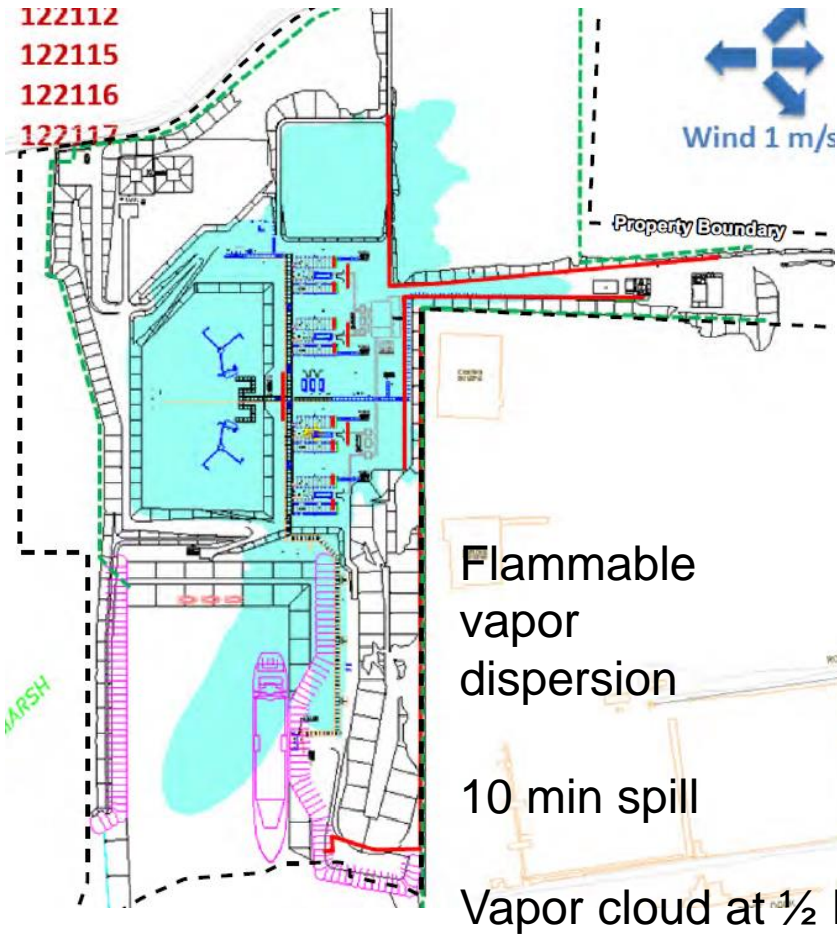 122112
122115
122116
122117
Wind 1 m/s
Property Boundary
Flammable
vapor
dispersion
10 min spill
Vapor cloud at ½